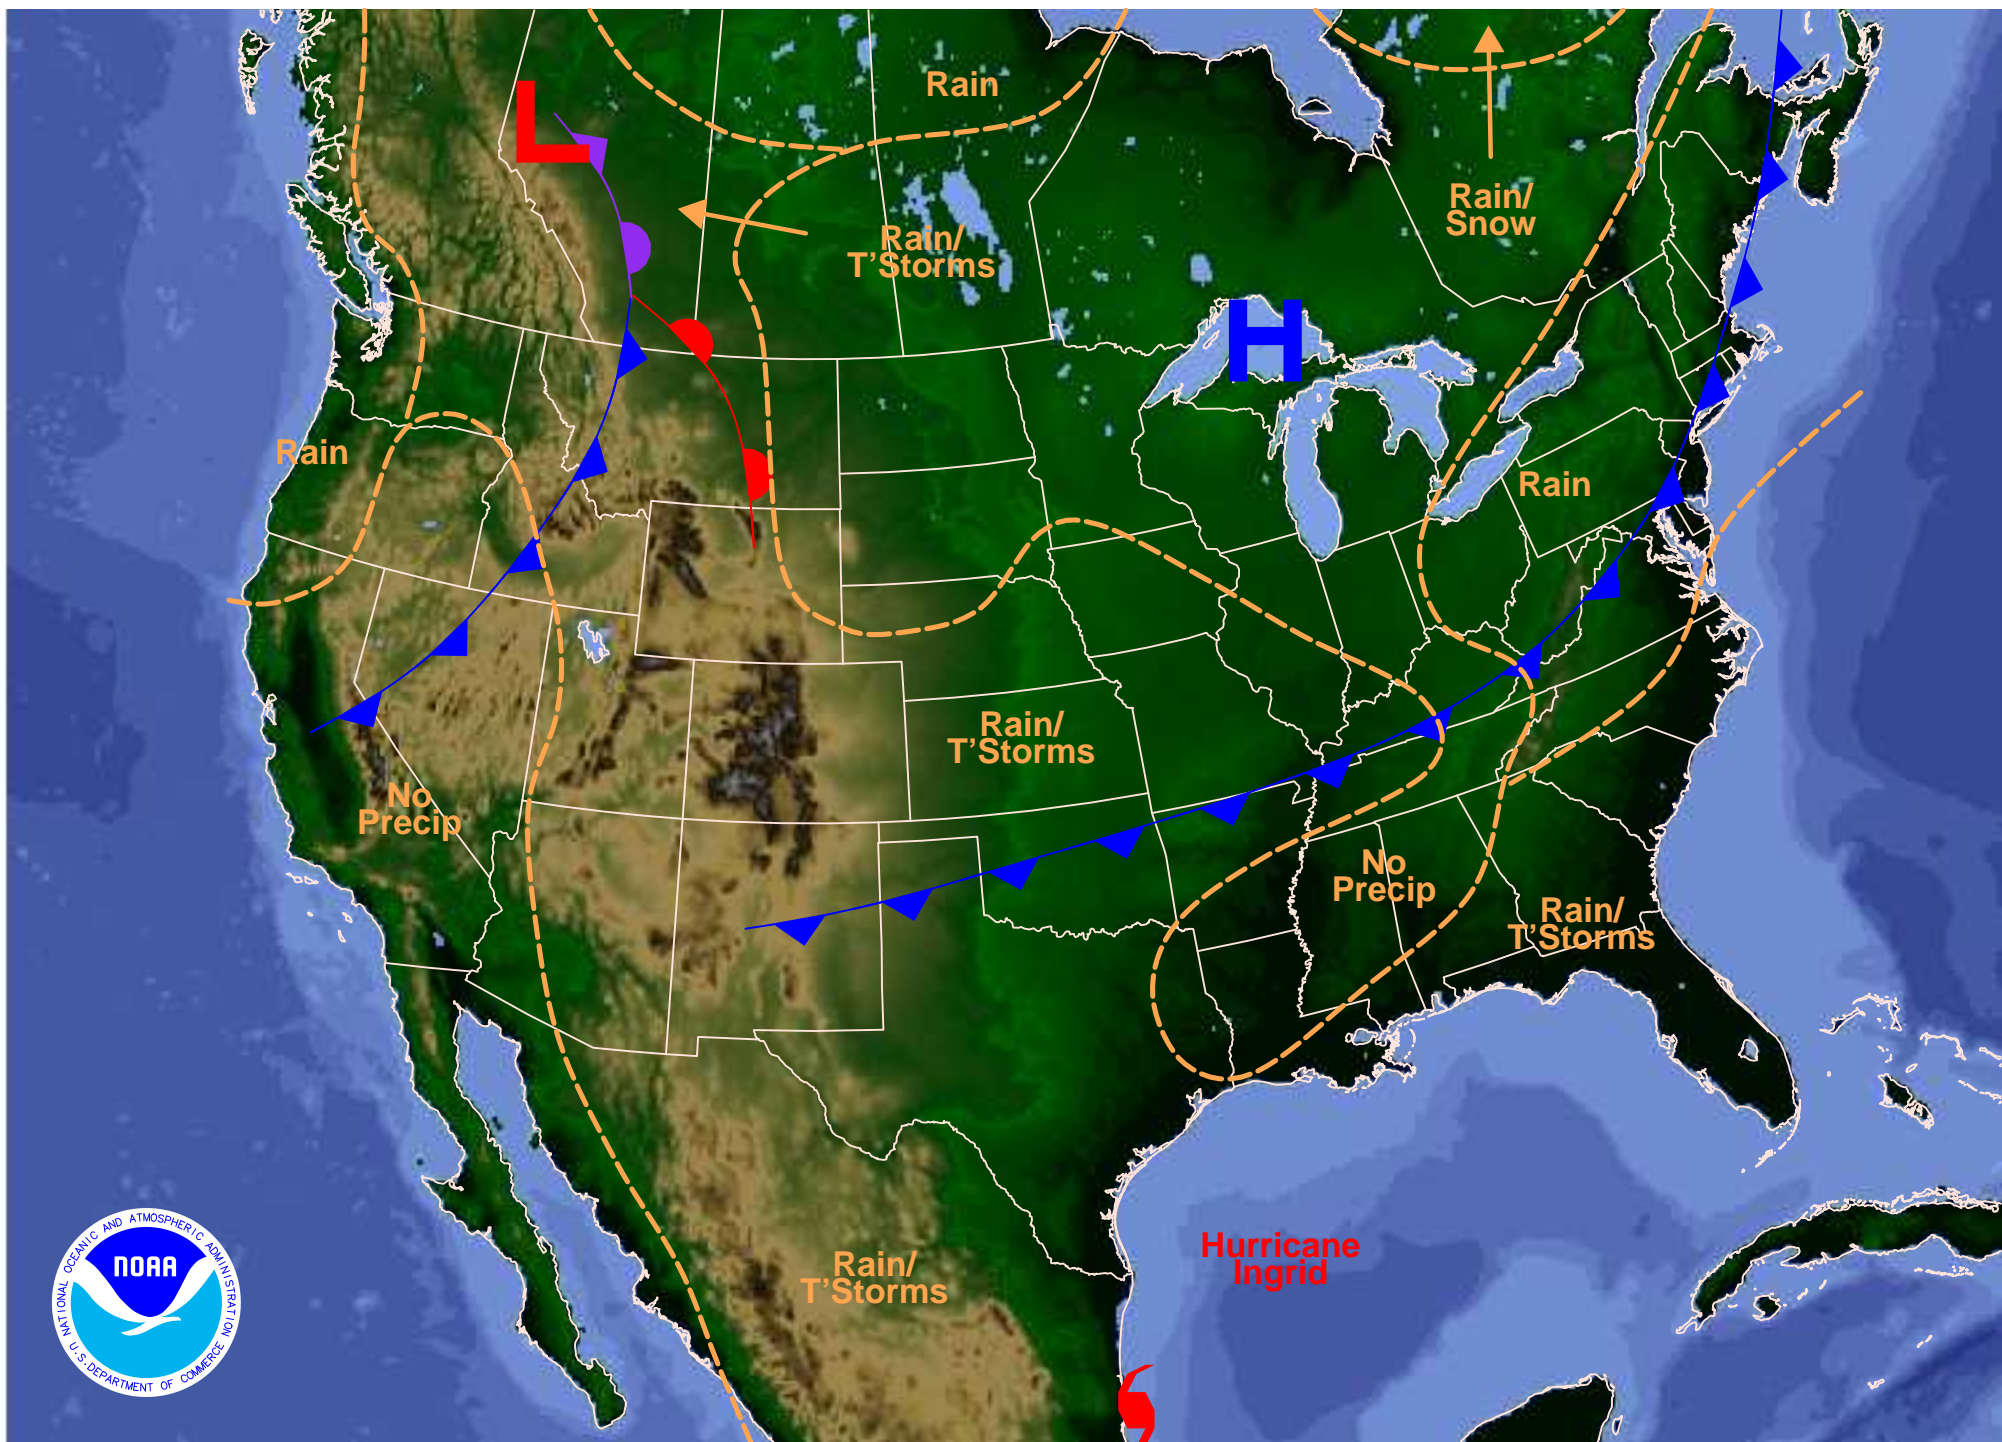 Rain
L
Rain/
Snow
Rain/
T'Storms
H
Rain
Rain
Rain/
T'Storms
No
Precip
No
Precip
Rain/
T'Storms
Hurricane
Ingrid
Rain/
T'Storms
NATIONAL OCEANIC AND ATMOSPHERIC ADMINISTRATION
NOAA
U.S. DEPARTMENT OF COMMERCE